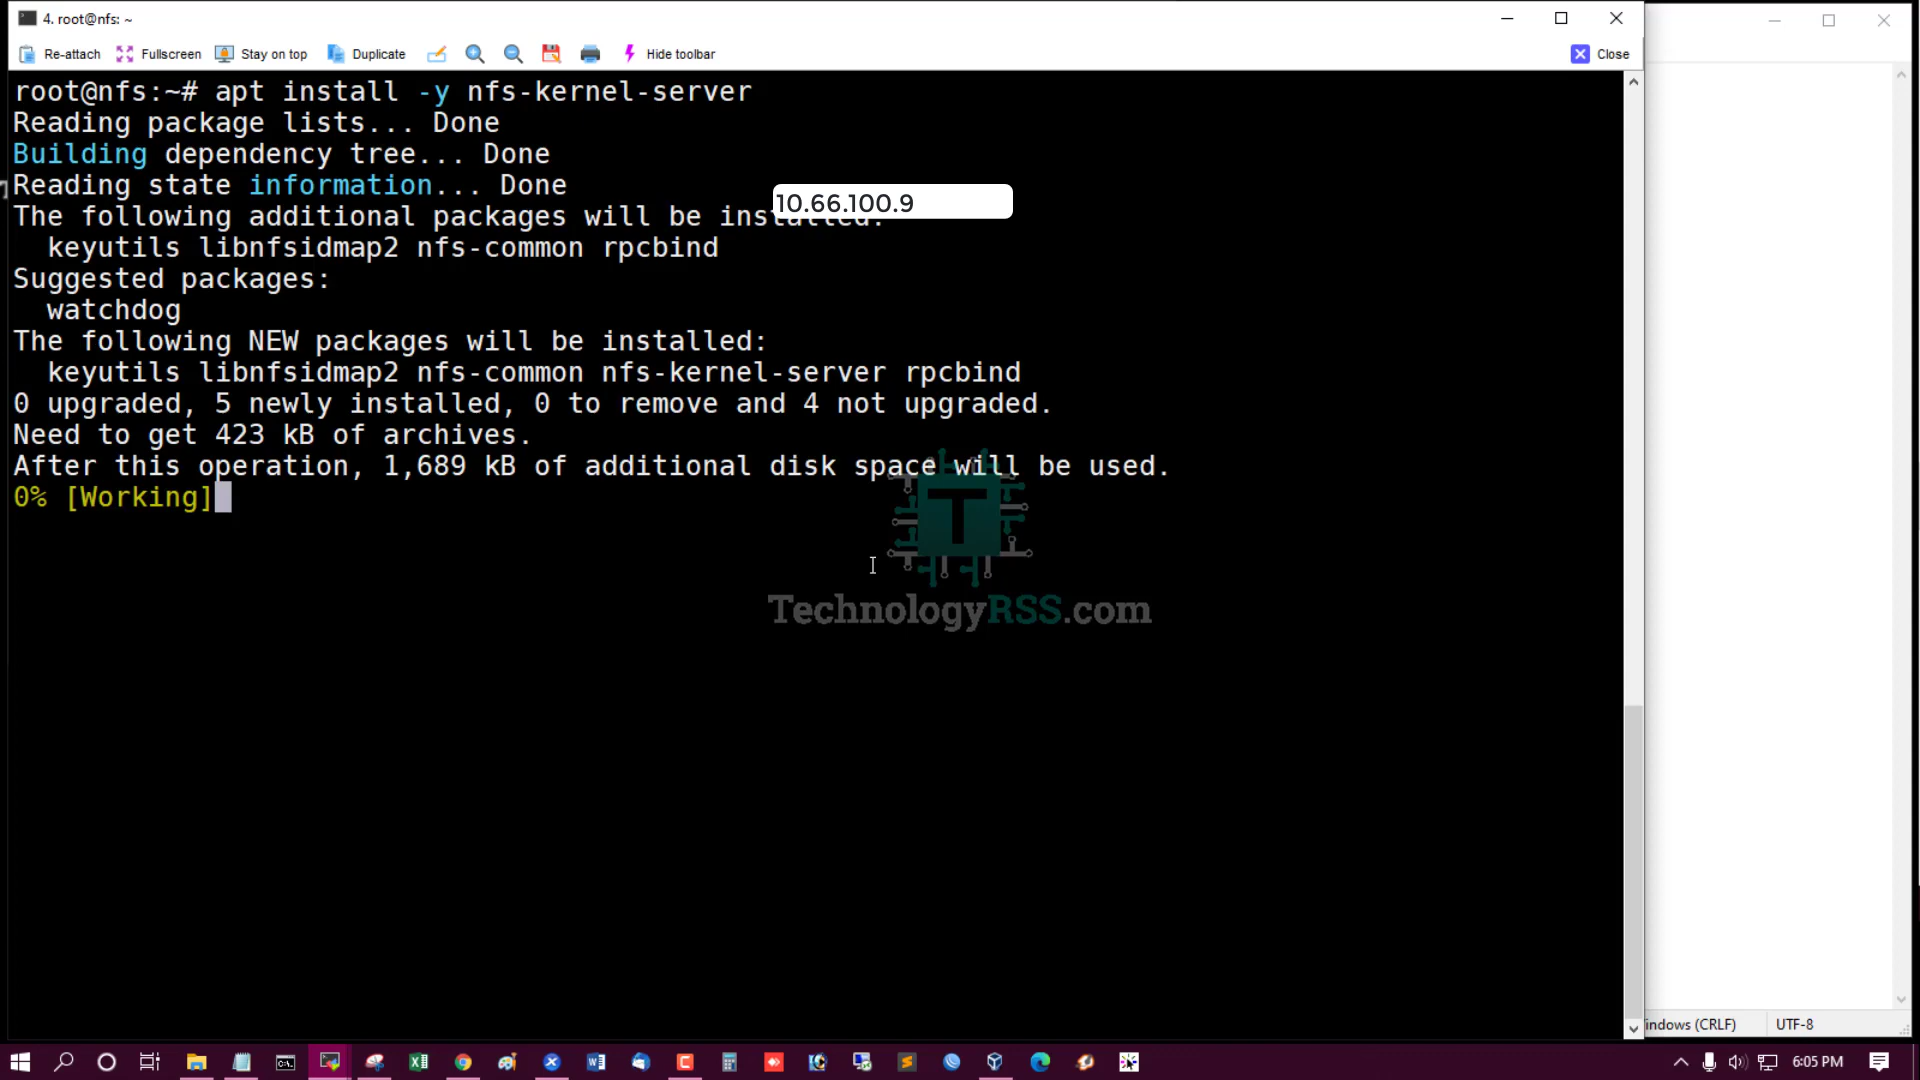 4. root@nfs: ~
Re-attach Fullscreen Stay on top Duplicate Hide toolbar Close
root@nfs:~# apt install -y nfs-kernel-server
Reading package lists... Done
Building dependency tree... Done
Reading state information... Done
10.66.100.9
The following additional packages will be installed:
keyutils libnfsidmap2 nfs-common rpcbind
Suggested packages:
watchdog
The following NEW packages will be installed:
keyutils libnfsidmap2 nfs-common nfs-kernel-server rpcbind
0 upgraded, 5 newly installed, 0 to remove and 4 not upgraded.
Need to get 423 kB of archives.
After this operation, 1,689 kB of additional disk space will be used.
0% [Working]
T
TechnologyRSS.com
indows (CRLF) UTF-8
6:05 PM